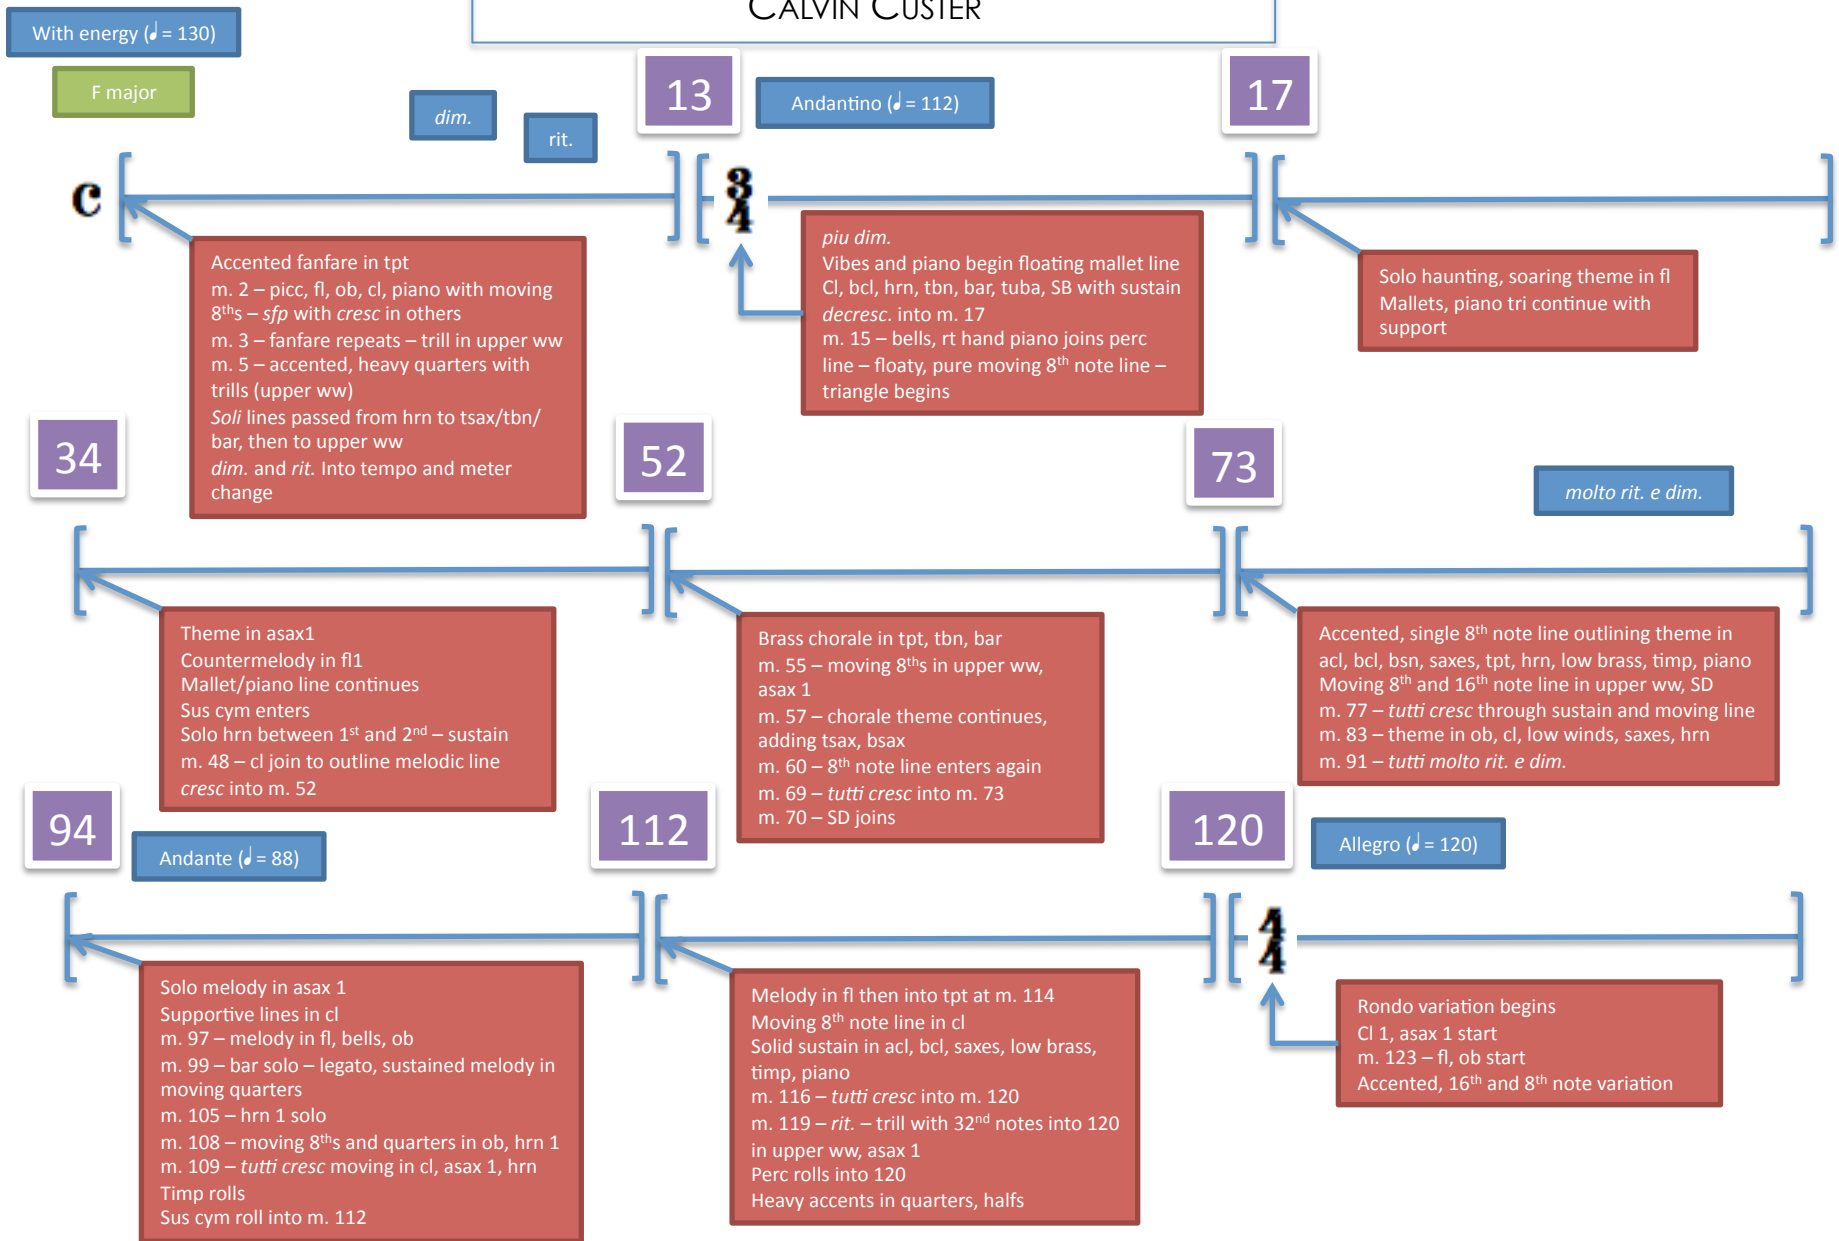 CALVIN CUSTER
With energy (♩ = 130)
F major
dim.
rit.
13
Andantino (♩ = 112)
17
C
3
4
Accented fanfare in tpt
m. 2 – picc, fl, ob, cl, piano with moving
8ths – sfp with cresc in others
m. 3 – fanfare repeats – trill in upper ww
m. 5 – accented, heavy quarters with
trills (upper ww)
Soli lines passed from hrn to tsax/tbn/
bar, then to upper ww
dim. and rit. Into tempo and meter
change
piu dim.
Vibes and piano begin floating mallet line
Cl, bcl, hrn, tbn, bar, tuba, SB with sustain
decresc. into m. 17
m. 15 – bells, rt hand piano joins perc
line – floaty, pure moving 8th note line –
triangle begins
Solo haunting, soaring theme in fl
Mallets, piano tri continue with
support
34
52
73
molto rit. e dim.
Theme in asax1
Countermelody in fl1
Mallet/piano line continues
Sus cym enters
Solo hrn between 1st and 2nd – sustain
m. 48 – cl join to outline melodic line
cresc into m. 52
Brass chorale in tpt, tbn, bar
m. 55 – moving 8ths in upper ww,
asax 1
m. 57 – chorale theme continues,
adding tsax, bsax
m. 60 – 8th note line enters again
m. 69 – tutti cresc into m. 73
m. 70 – SD joins
Accented, single 8th note line outlining theme in
acl, bcl, bsn, saxes, tpt, hrn, low brass, timp, piano
Moving 8th and 16th note line in upper ww, SD
m. 77 – tutti cresc through sustain and moving line
m. 83 – theme in ob, cl, low winds, saxes, hrn
m. 91 – tutti molto rit. e dim.
94
Andante (♩ = 88)
112
120
Allegro (♩ = 120)
4
4
Solo melody in asax 1
Supportive lines in cl
m. 97 – melody in fl, bells, ob
m. 99 – bar solo – legato, sustained melody in
moving quarters
m. 105 – hrn 1 solo
m. 108 – moving 8ths and quarters in ob, hrn 1
m. 109 – tutti cresc moving in cl, asax 1, hrn
Timp rolls
Sus cym roll into m. 112
Melody in fl then into tpt at m. 114
Moving 8th note line in cl
Solid sustain in acl, bcl, saxes, low brass,
timp, piano
m. 116 – tutti cresc into m. 120
m. 119 – rit. – trill with 32nd notes into 120
in upper ww, asax 1
Perc rolls into 120
Heavy accents in quarters, halfs
Rondo variation begins
Cl 1, asax 1 start
m. 123 – fl, ob start
Accented, 16th and 8th note variation